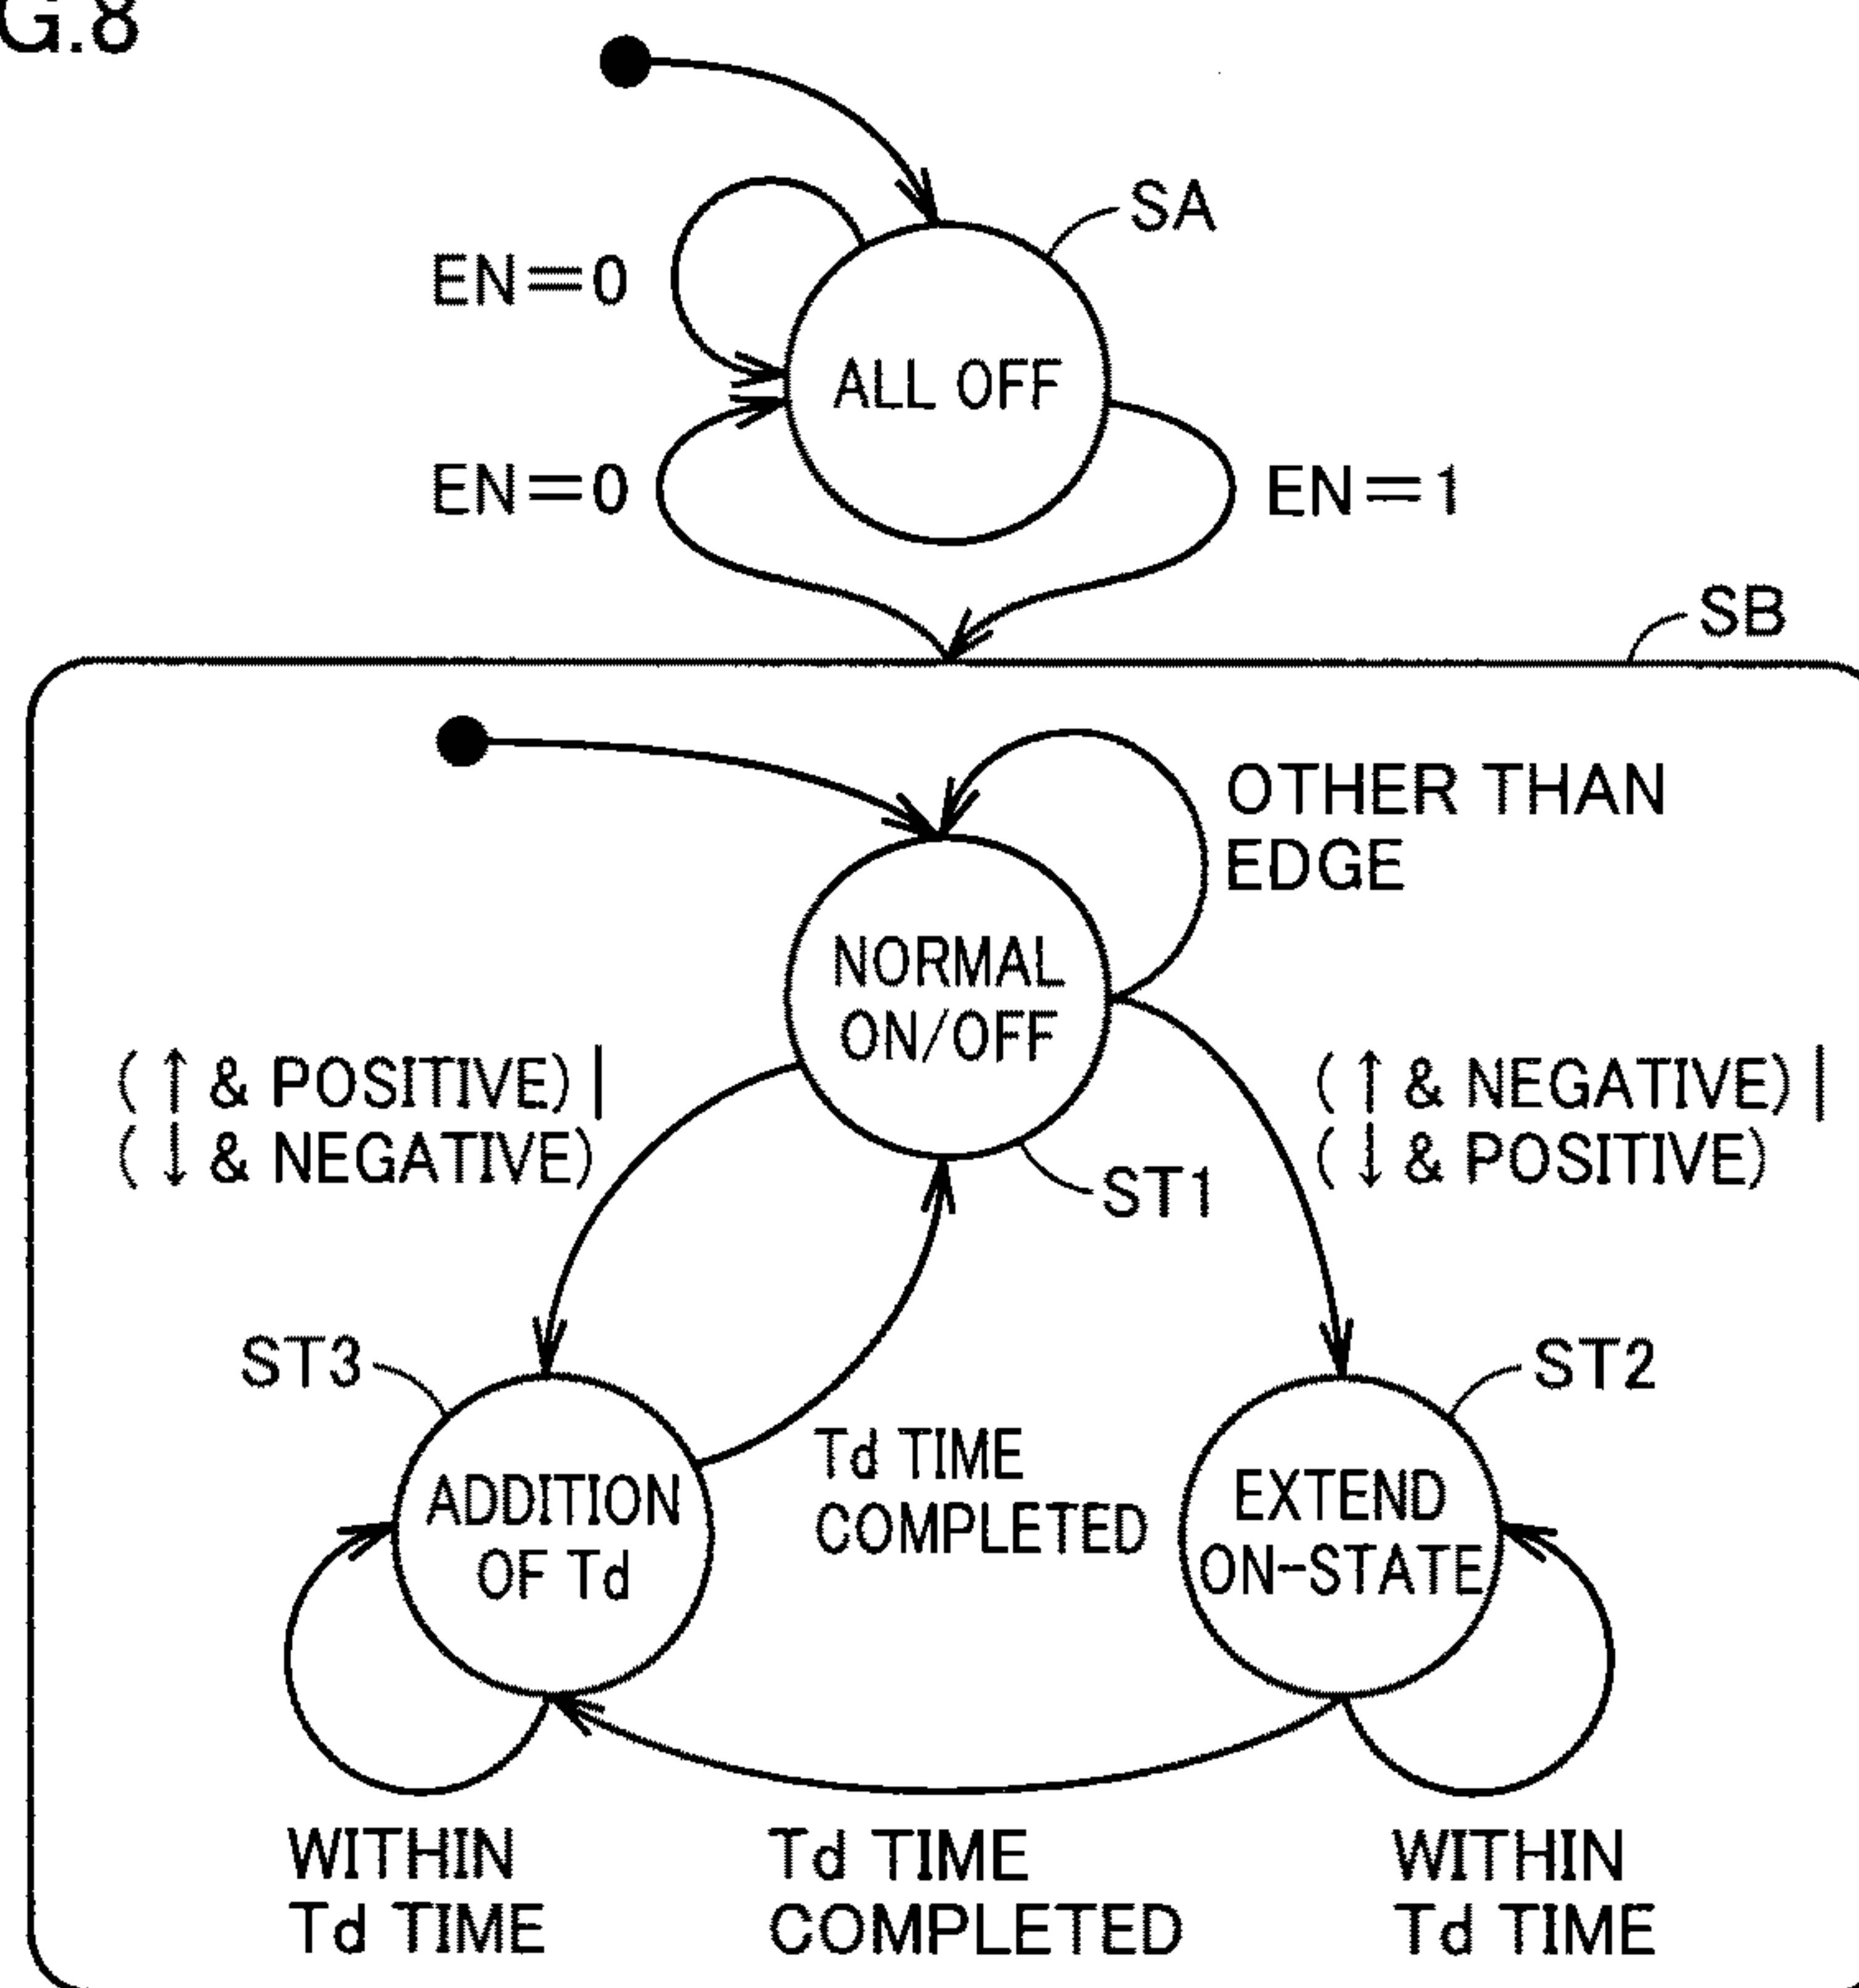 G.8
SA
EN=0
ALL OFF
EN=0
EN=1
SB
OTHER THAN
EDGE
NORMAL
ON/OFF
(↑ & POSITIVE)|
(↓ & NEGATIVE)
(↑ & NEGATIVE)|
(↓ & POSITIVE)
ST1
ST3
ST2
Td TIME
COMPLETED
ADDITION
OF Td
EXTEND
ON-STATE
WITHIN
Td TIME
Td TIME
COMPLETED
WITHIN
Td TIME